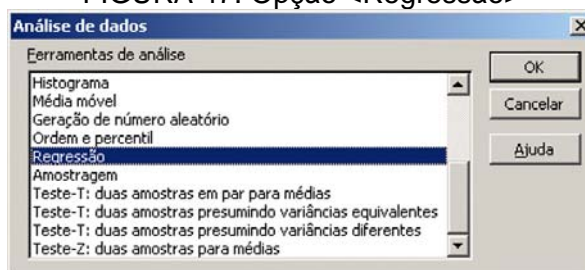 Análise de dados
Ferramentas de análise
Histograma
Média móvel
Geração de número aleatório
Ordem e percentil
Regressão
Amostragem
Teste-T: duas amostras em par para médias
Teste-T: duas amostras presumindo variâncias equivalentes
Teste-T: duas amostras presumindo variâncias diferentes
Teste-Z: duas amostras para médias
OK
Cancelar
Ajuda